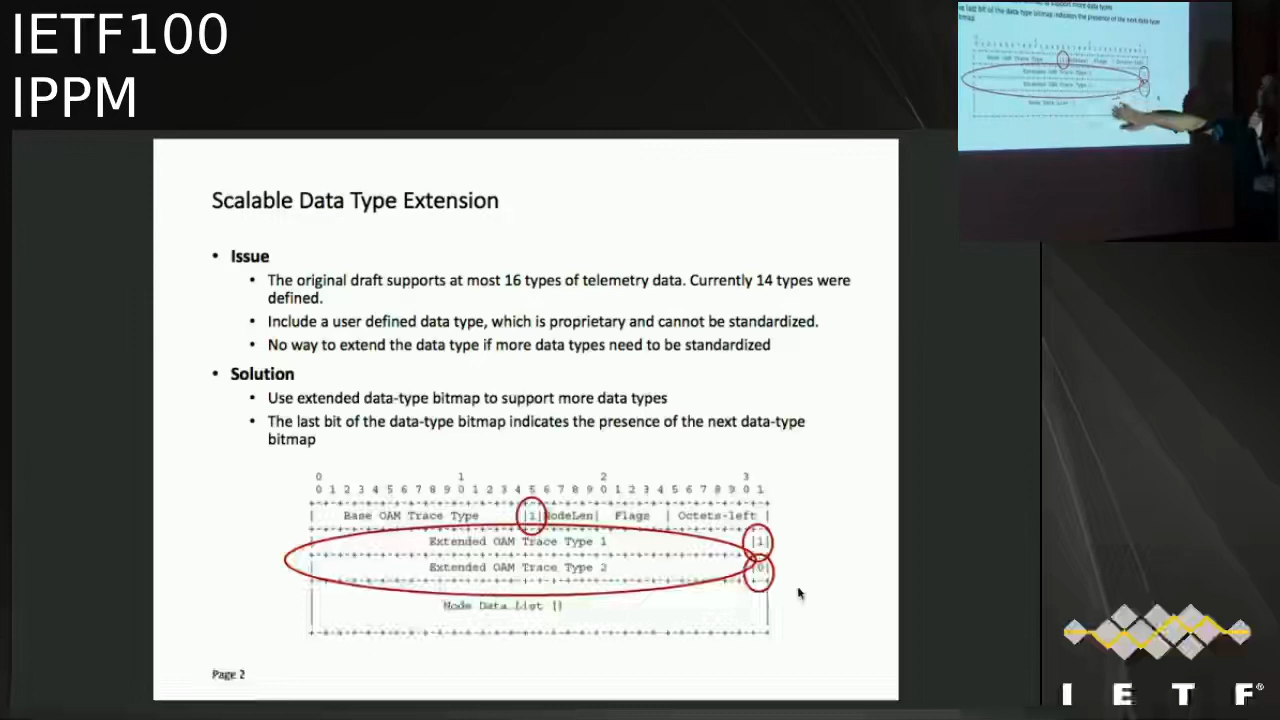 IETF100
IPPM
Scalable Data Type Extension
• Issue
• The original draft supports at most 16 types of telemetry data. Currently 14 types were
defined.
• Include a user defined data type, which is proprietary and cannot be standardized.
• No way to extend the data type if more data types need to be standardized
• Solution
• Use extended data-type bitmap to support more data types
• The last bit of the data-type bitmap indicates the presence of the next data-type
bitmap
0 1 2 3
0 1 2 3 4 5 6 7 8 9 0 1 2 3 4 5 6 7 8 9 0 1 2 3 4 5 6 7 8 9 0 1
| Base OAM Trace Type |1|NodeLen| Flags | Octets-left |
Extended OAM Trace Type 1 |1|
Extended OAM Trace Type 2 |0|
Node Data List []
Page 2
I E T F®